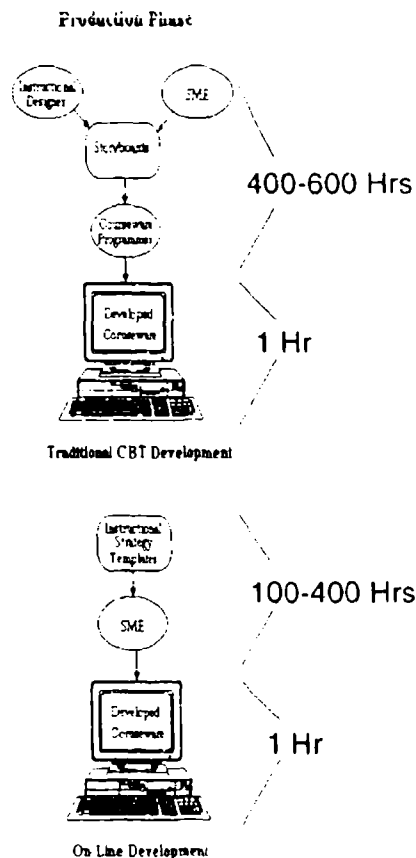 Production Phase
Instructional
Designer
SME
Storyboards
400-600 Hrs
Courseware
Programmer
Developed
Courseware
1 Hr
Traditional CBT Development
Instructional
Strategy
Templates
100-400 Hrs
SME
Developed
Courseware
1 Hr
On Line Development